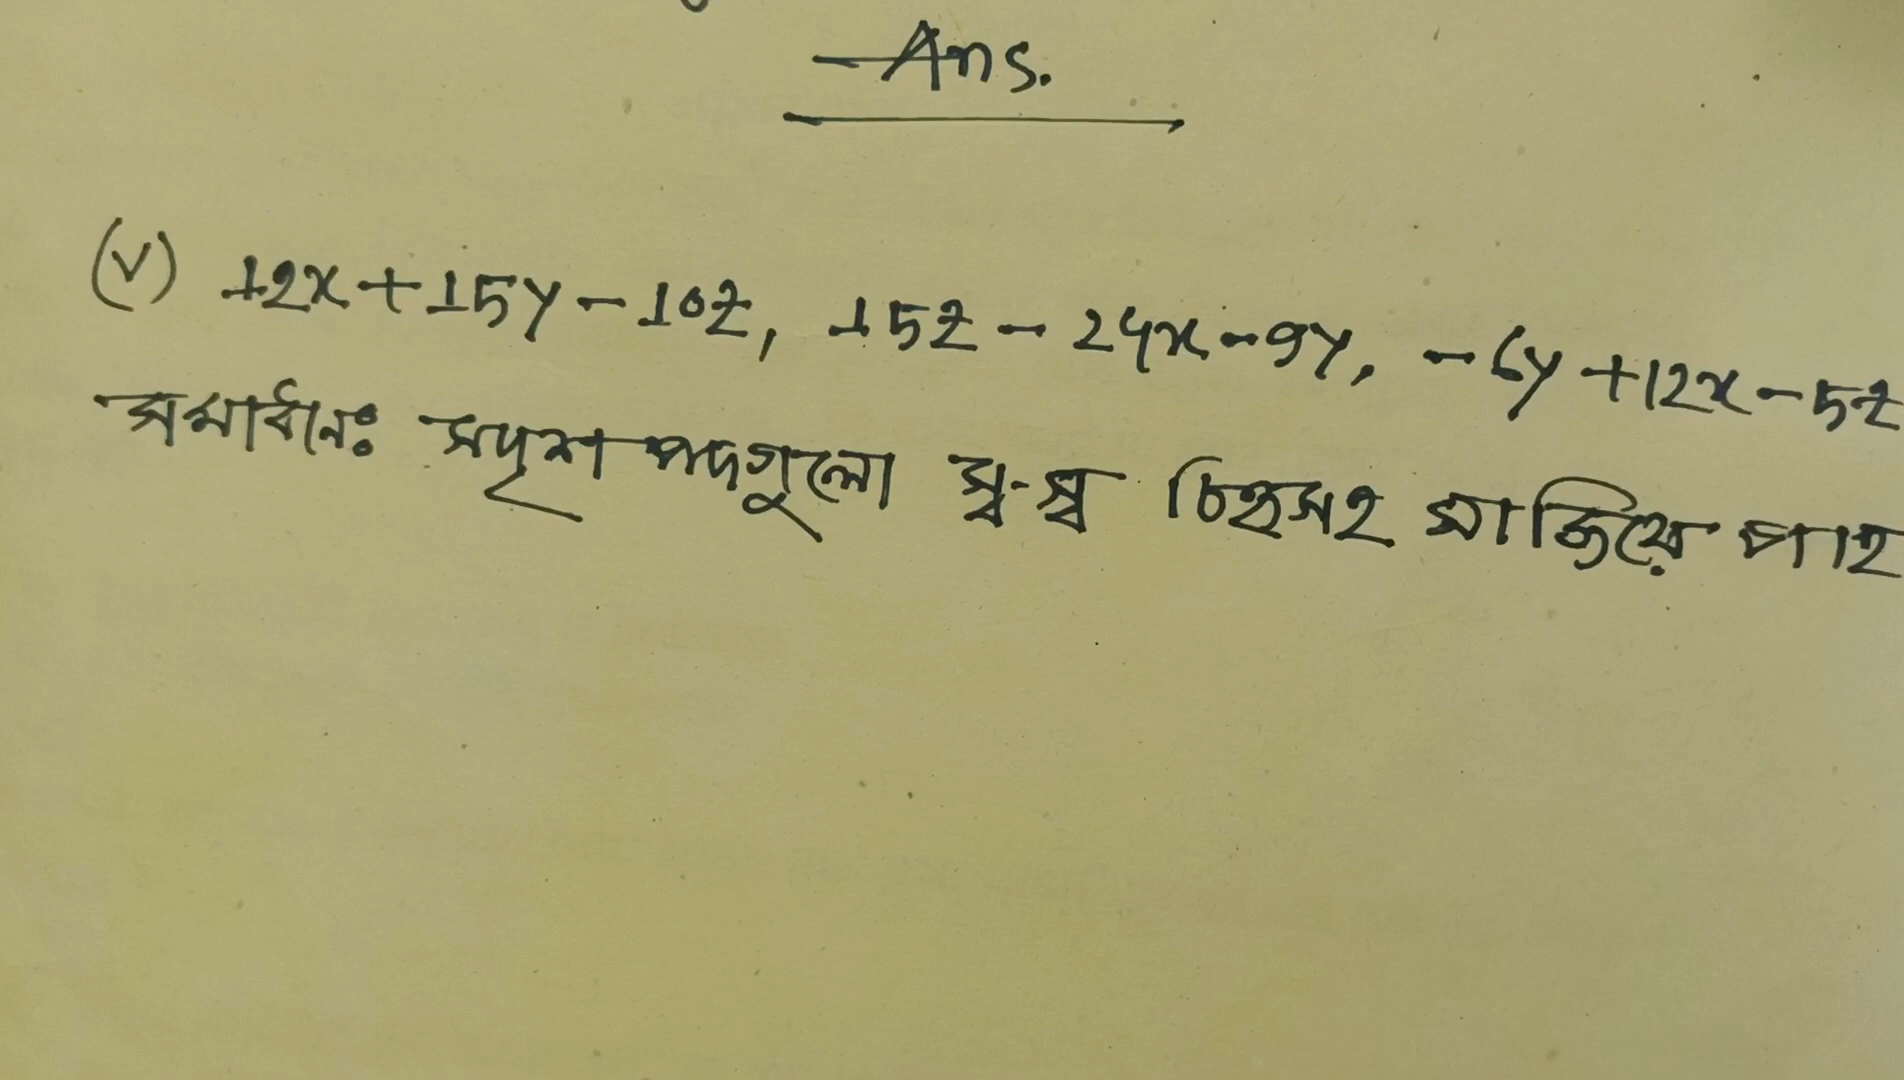 Ans.
(v) 12x + 15y - 10z, 15z - 24x - 9y, - 6y + 12x - 5z
সমাধানঃ সদৃশ পদগুলো স্ব-স্ব চিহ্নসহ সাজিয়ে পাই